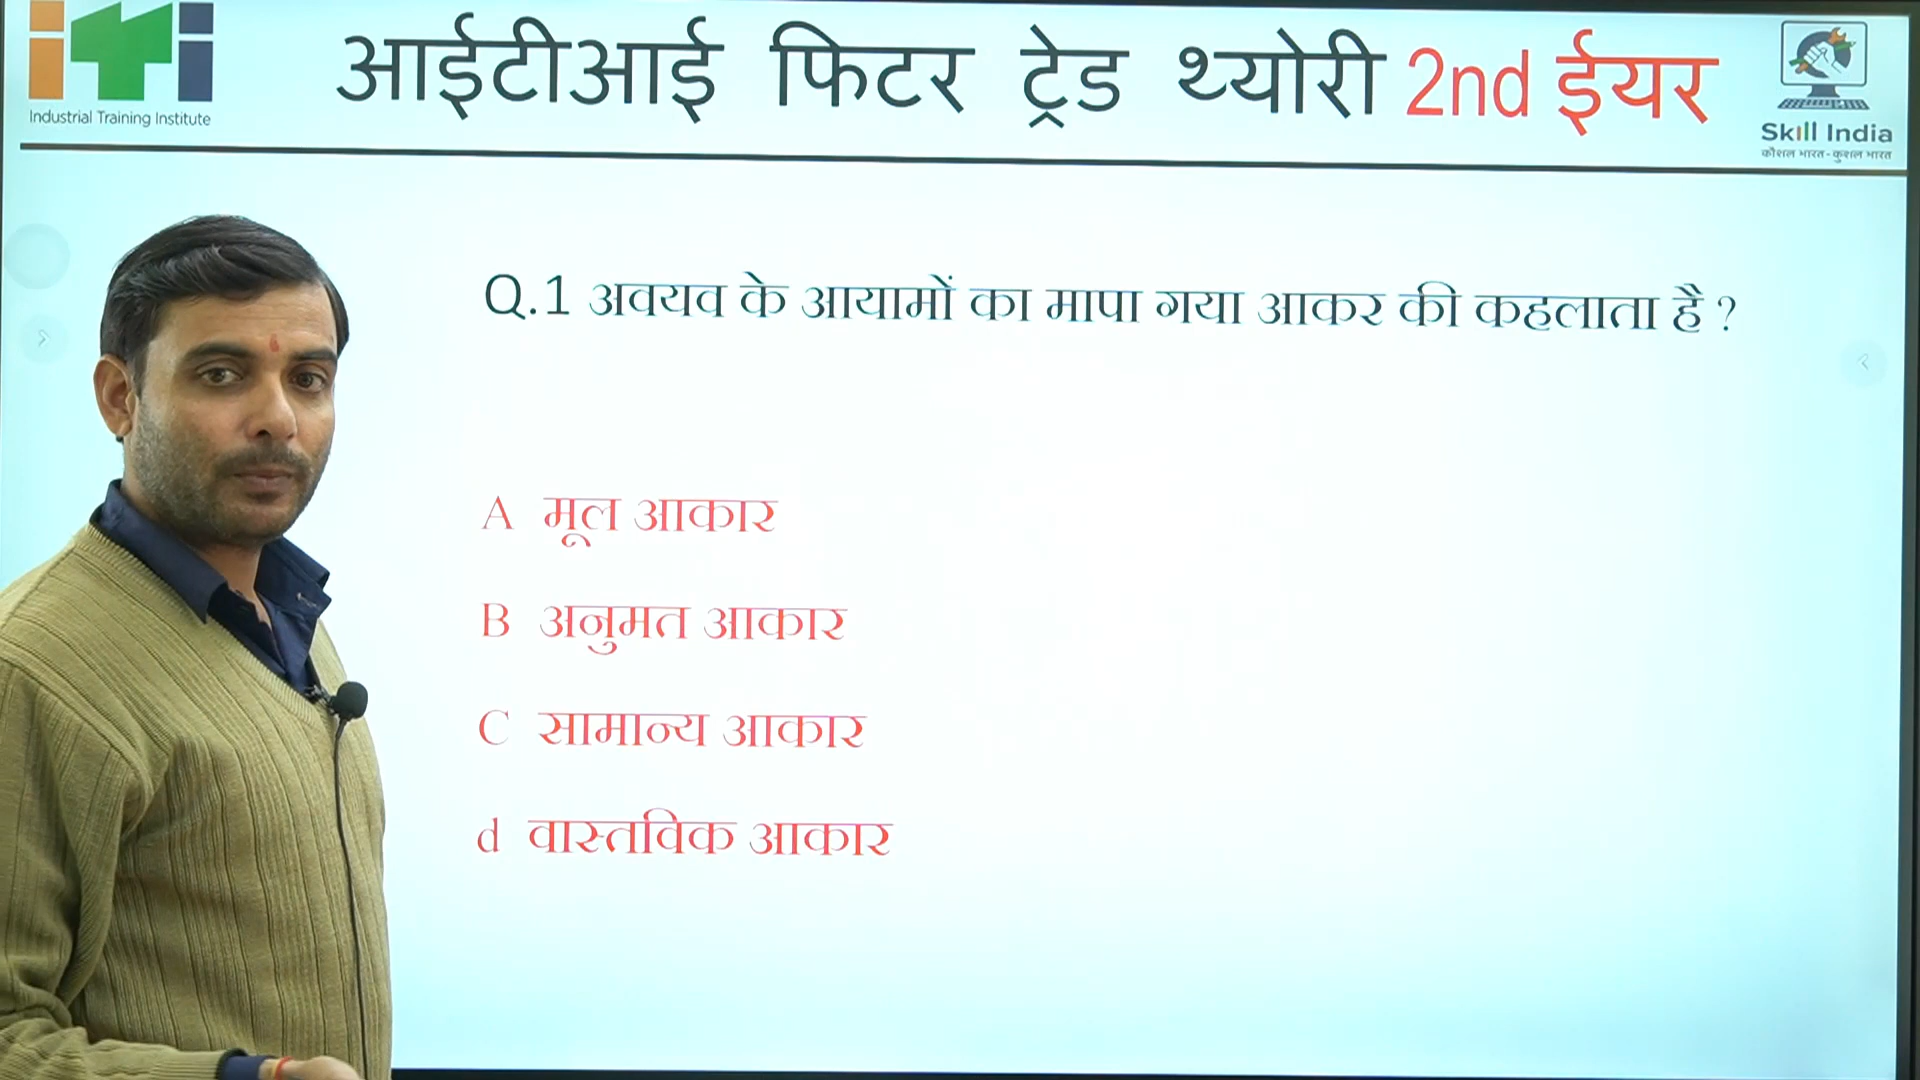 आईटीआई फिटर ट्रेड थ्योरी 2nd ईयर
Industrial Training Institute
Skill India
कौशल भारत-कुशल भारत
Q.1 अवयव के आयामों का मापा गया आकर की कहलाता है ?
A मूल आकार
B अनुमत आकार
C सामान्य आकार
d वास्तविक आकार